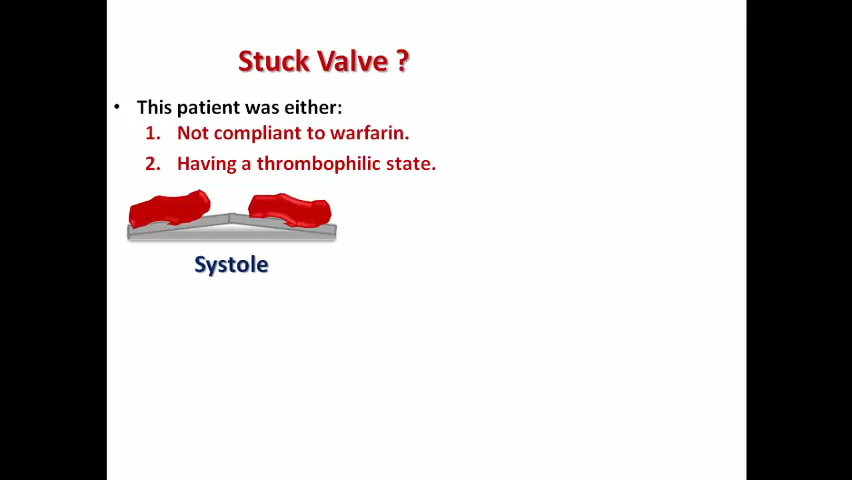 Stuck Valve ?
• This patient was either:
1. Not compliant to warfarin.
2. Having a thrombophilic state.
Systole